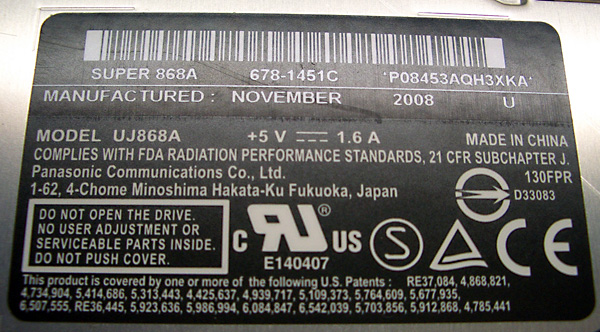 SUPER 868A 678-1451C *P08453AQH3XKA*
MANUFACTURED : NOVEMBER 2008 U
MODEL UJ868A +5 V ⎓ 1.6 A MADE IN CHINA
COMPLIES WITH FDA RADIATION PERFORMANCE STANDARDS, 21 CFR SUBCHAPTER J.
Panasonic Communications Co., Ltd. 130FPR
1-62, 4-Chome Minoshima Hakata-Ku Fukuoka, Japan D33083
DO NOT OPEN THE DRIVE.
NO USER ADJUSTMENT OR
SERVICEABLE PARTS INSIDE.
DO NOT PUSH COVER.
C RU ® US S CE
E140407
This product is covered by one or more of the following U.S. Patents : RE37,084, 4,868,821,
4,734,904, 5,414,686, 5,313,443, 4,425,637, 4,939,717, 5,109,373, 5,764,609, 5,677,935,
6,507,555, RE36,445, 5,923,636, 5,986,994, 6,084,847, 6,542,039, 5,703,856, 5,912,868, 4,785,441